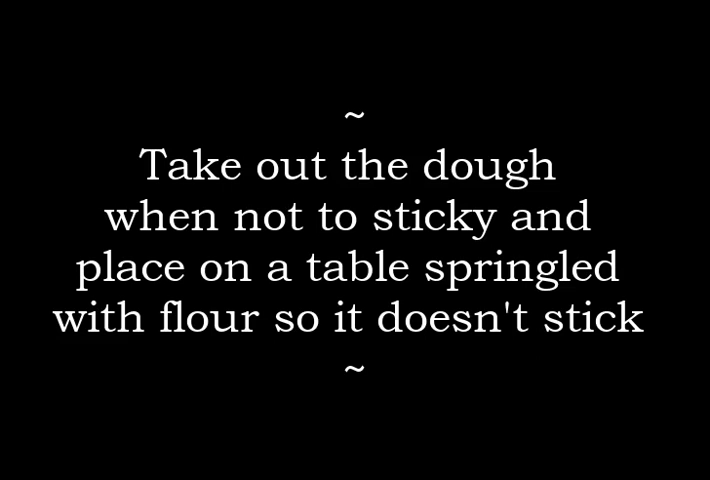 ~
Take out the dough
when not to sticky and
place on a table springled
with flour so it doesn't stick
~